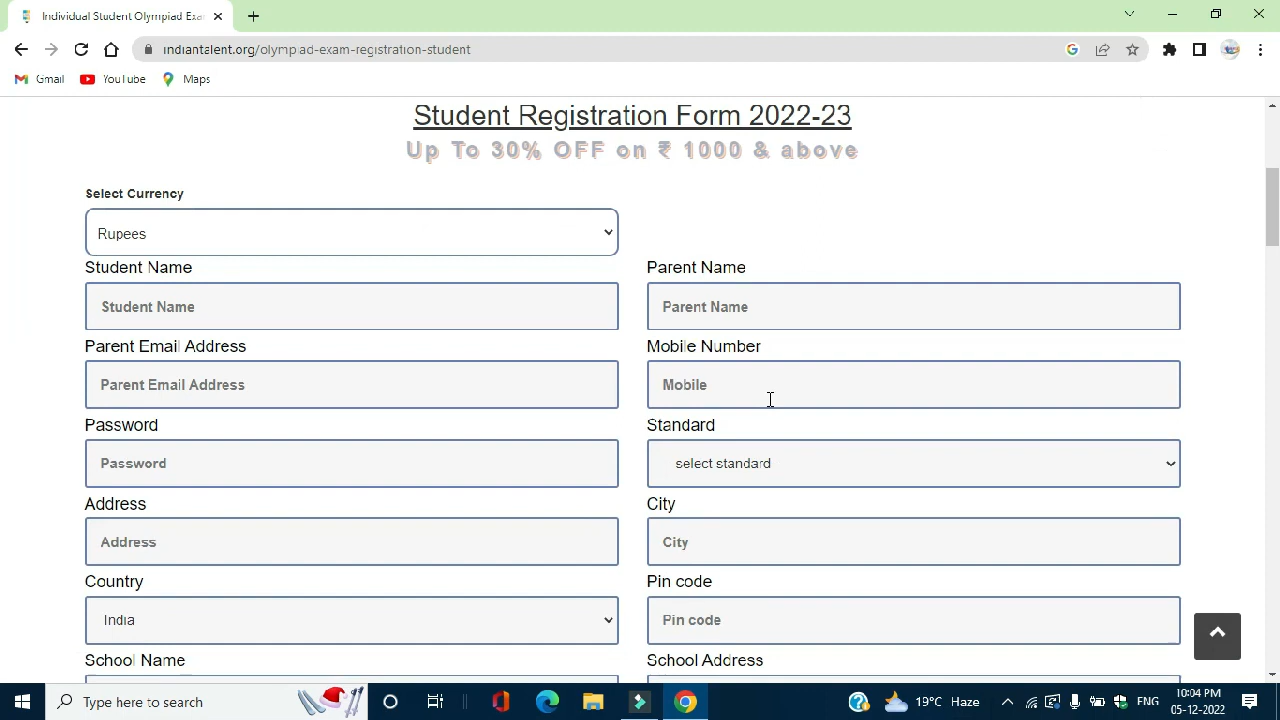 Individual Student Olympiad Exa
indiantalent.org/olympiad-exam-registration-student
Gmail
YouTube
Maps
Student Registration Form 2022-23
Up To 30% OFF on ₹ 1000 & above
Select Currency
Rupees
Student Name
Parent Name
Student Name
Parent Name
Parent Email Address
Mobile Number
Parent Email Address
Mobile
Password
Standard
Password
select standard
Address
City
Address
City
Country
Pin code
India
Pin code
School Name
School Address
Type here to search
19°C Haze
ENG
10:04 PM
05-12-2022